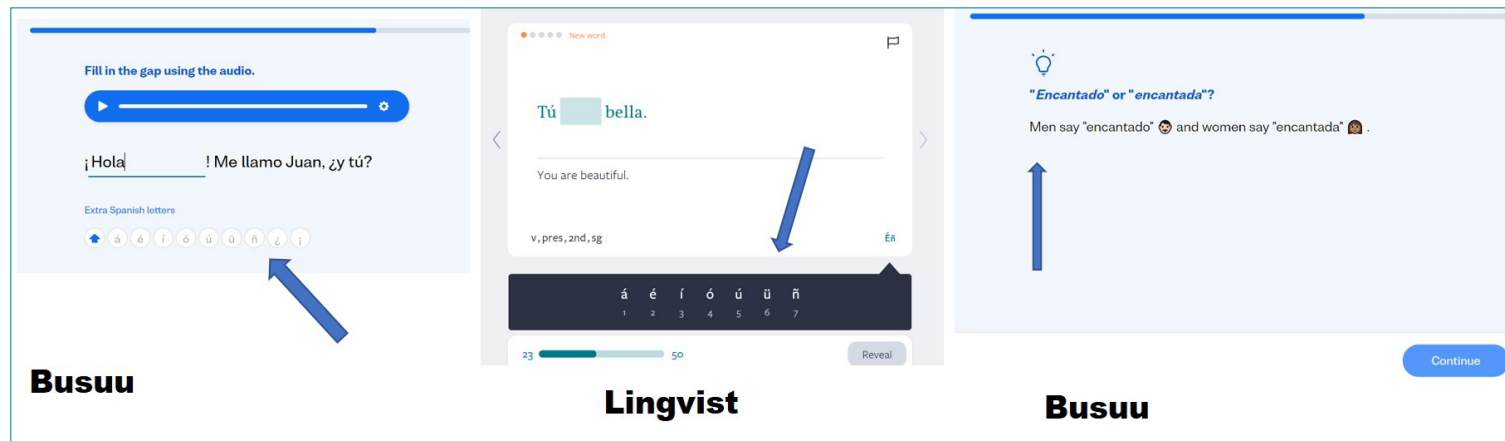 Fill in the gap using the audio.
¡Hola ! Me llamo Juan, ¿y tú?
Extra Spanish letters
á é í ó ú ü ñ ¿ ¡
Busuu
New word
Tú bella.
You are beautiful.
v, pres, 2nd, sg
Éñ
á é í ó ú ü ñ
1 2 3 4 5 6 7
23 50
Reveal
Lingvist
"Encantado" or "encantada"?
Men say "encantado" 👨🏻 and women say "encantada" 👩🏾 .
Continue
Busuu